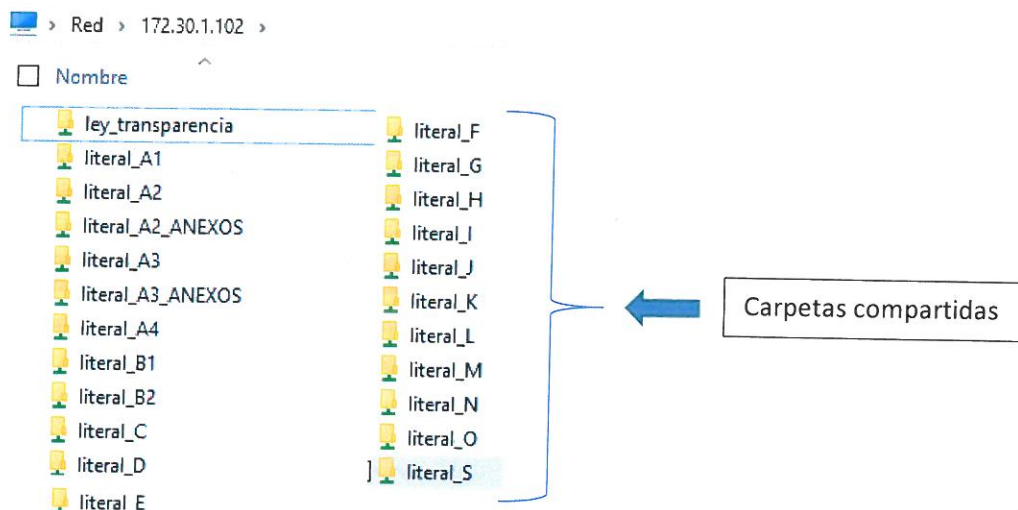 > Red > 172.30.1.102 >
Nombre
ley_transparencia
literal_A1
literal_A2
literal_A2_ANEXOS
literal_A3
literal_A3_ANEXOS
literal_A4
literal_B1
literal_B2
literal_C
literal_D
literal_E
literal_F
literal_G
literal_H
literal_I
literal_J
literal_K
literal_L
literal_M
literal_N
literal_O
] literal_S
Carpetas compartidas